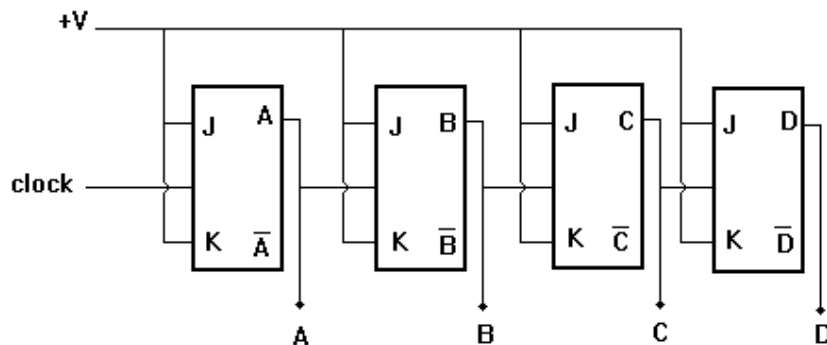 +V
J A J B J C J D
clock
K A̅ K B̅ K C̅ K D̅
A B C D